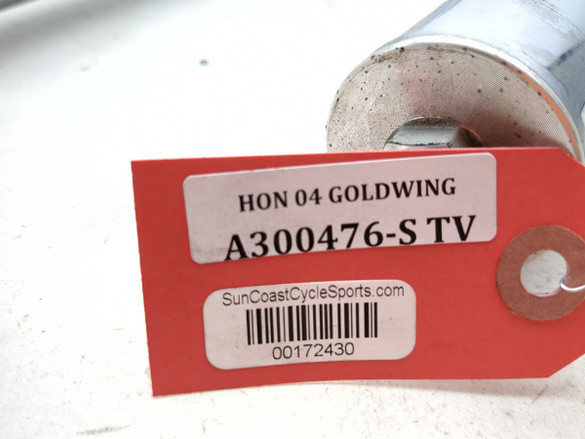 HON 04 GOLDWING
A300476-S TV
SunCoastCycleSports.com
00172430